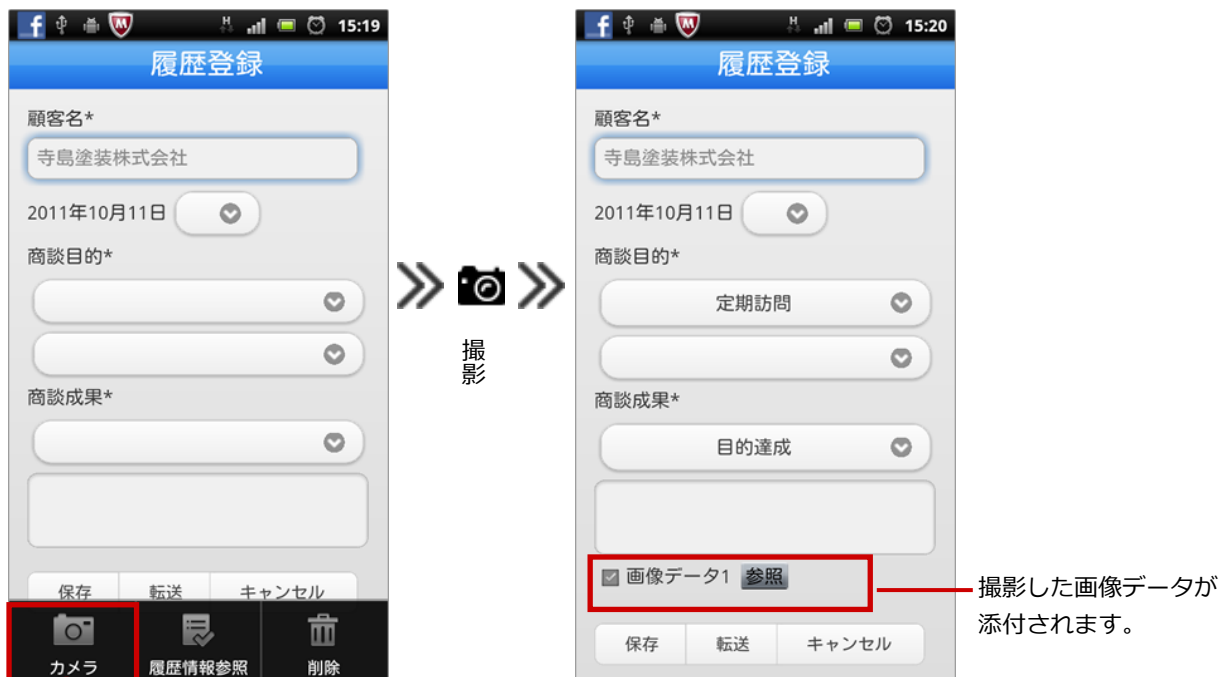 15:19
履歴登録
顧客名*
寺島塗装株式会社
2011年10月11日
商談目的*
商談成果*
保存
転送
キャンセル
カメラ
履歴情報参照
削除
撮影
15:20
履歴登録
顧客名*
寺島塗装株式会社
2011年10月11日
商談目的*
定期訪問
商談成果*
目的達成
画像データ1 参照
保存
転送
キャンセル
撮影した画像データが
添付されます。